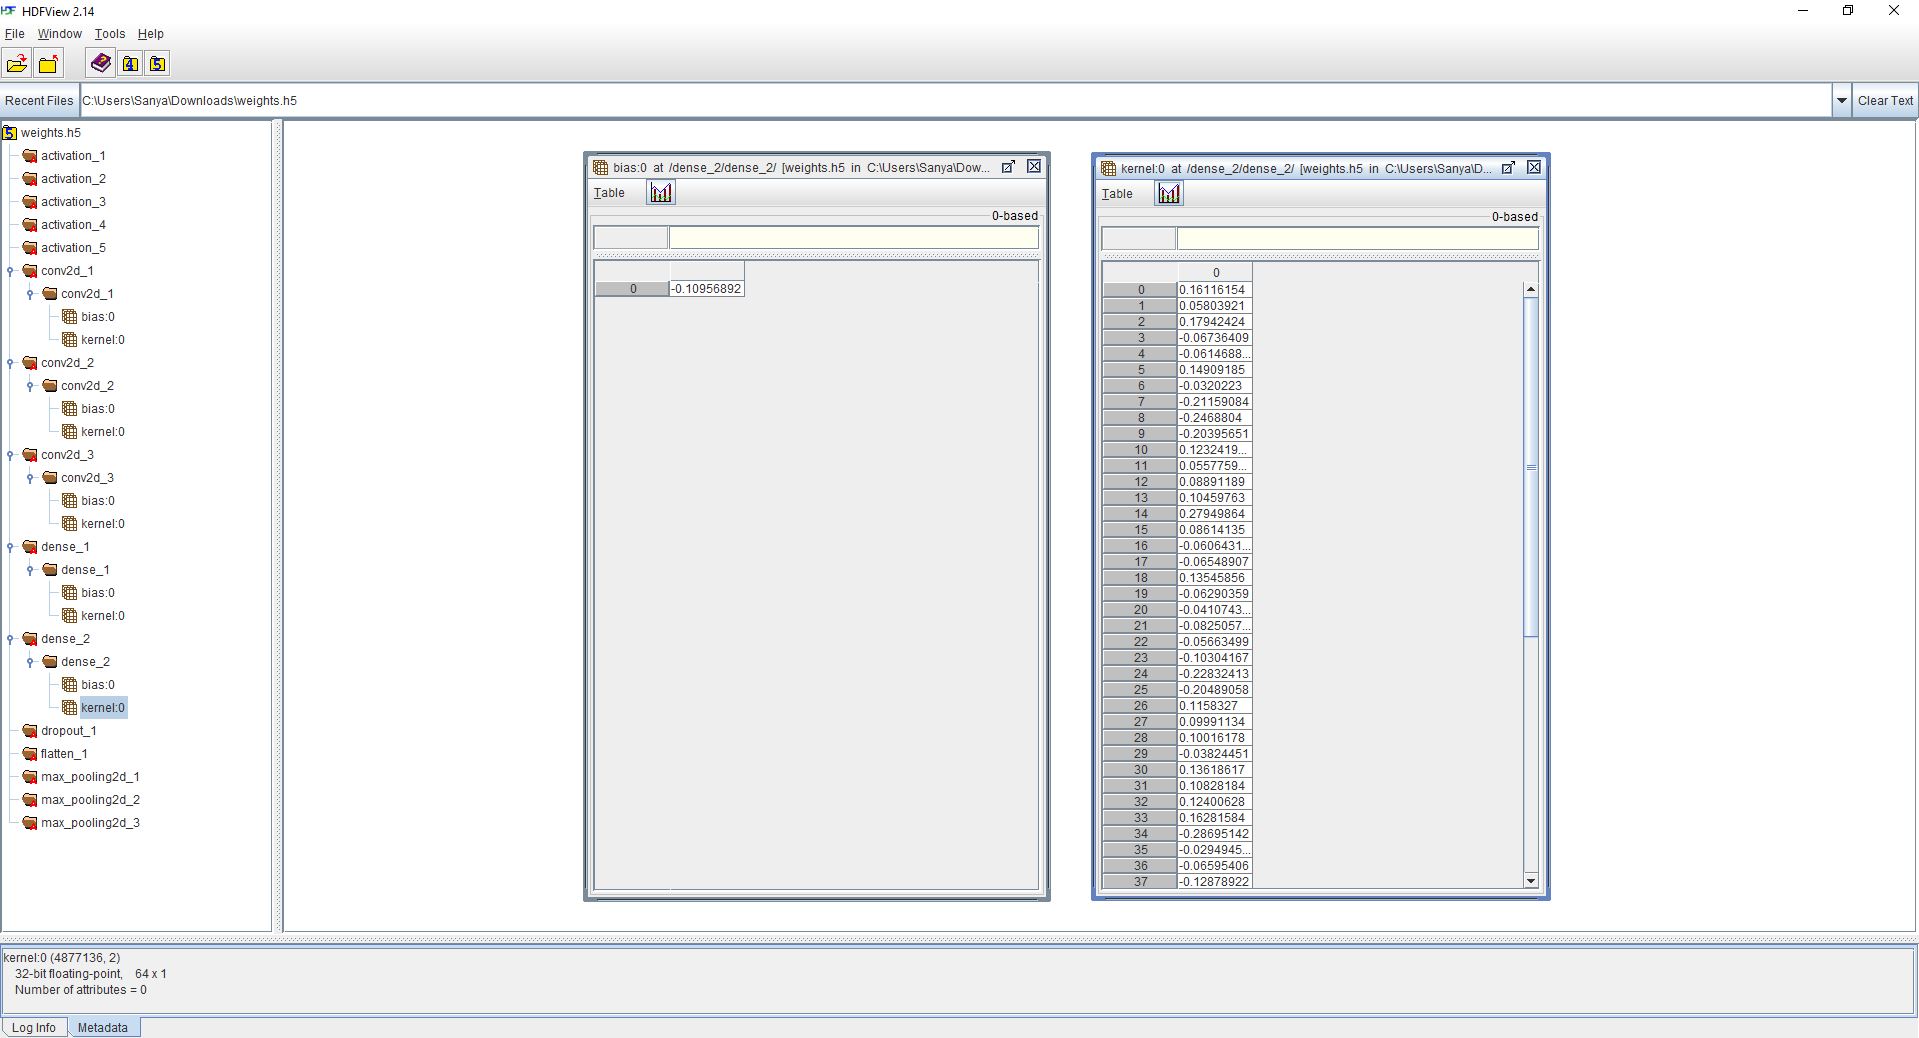 HDFView 2.14
File Window Tools Help
Recent Files C:\Users\Sanya\Downloads\weights.h5 Clear Text
weights.h5
activation_1
activation_2
activation_3
activation_4
activation_5
conv2d_1
conv2d_1
bias:0
kernel:0
conv2d_2
conv2d_2
bias:0
kernel:0
conv2d_3
conv2d_3
bias:0
kernel:0
dense_1
dense_1
bias:0
kernel:0
dense_2
dense_2
bias:0
kernel:0
dropout_1
flatten_1
max_pooling2d_1
max_pooling2d_2
max_pooling2d_3
bias:0 at /dense_2/dense_2/ [weights.h5 in C:\Users\Sanya\Dow...
Table
0-based
0 -0.10956892
kernel:0 at /dense_2/dense_2/ [weights.h5 in C:\Users\Sanya\D...
Table
0-based
0
0 0.16116154
1 0.05803921
2 0.17942424
3 -0.06736409
4 -0.0614688...
5 0.14909185
6 -0.0320223
7 -0.21159084
8 -0.2468804
9 -0.20395651
10 0.1232419...
11 0.0557759...
12 0.08891189
13 0.10459763
14 0.27949864
15 0.08614135
16 -0.0606431...
17 -0.06548907
18 0.13545856
19 -0.06290359
20 -0.0410743...
21 -0.0825057...
22 -0.05663499
23 -0.10304167
24 -0.22832413
25 -0.20489058
26 0.1158327
27 0.09991134
28 0.10016178
29 -0.03824451
30 0.13618617
31 0.10828184
32 0.12400628
33 0.16281584
34 -0.28695142
35 -0.0294945...
36 -0.06595406
37 -0.12878922
kernel:0 (4877136, 2)
32-bit floating-point, 64 x 1
Number of attributes = 0
Log Info Metadata